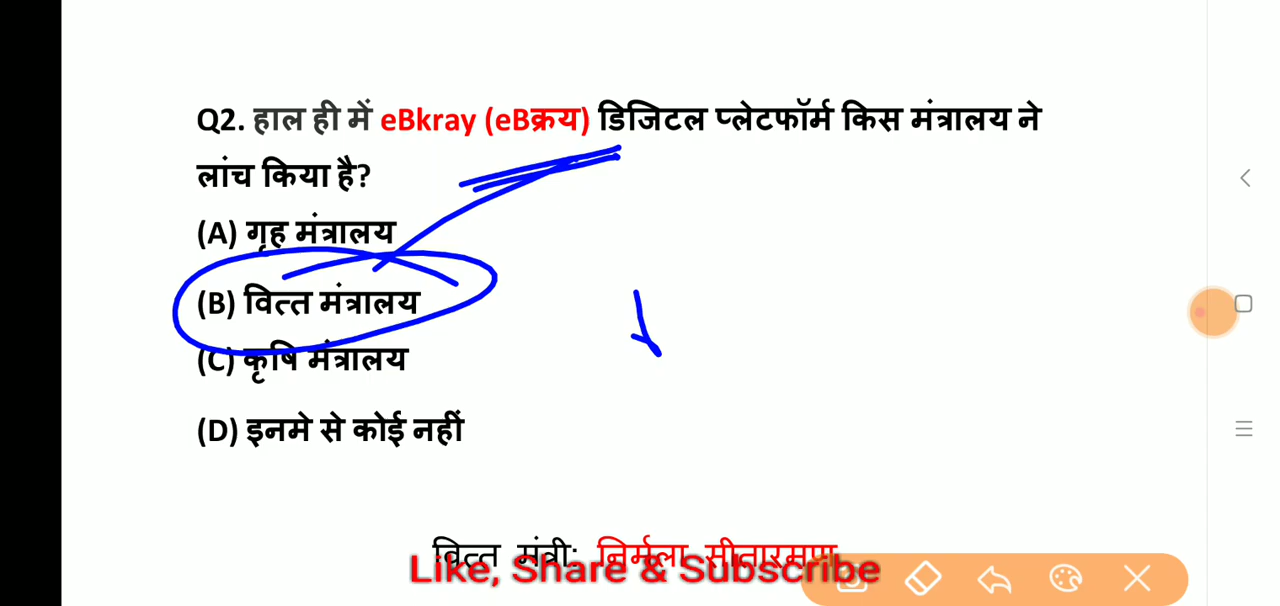 Q2. हाल ही में eBkray (eBक्रय) डिजिटल प्लेटफॉर्म किस मंत्रालय ने
लांच किया है?
(A) गृह मंत्रालय
(B) वित्त मंत्रालय
(C) कृषि मंत्रालय
(D) इनमे से कोई नहीं
वित्त मंत्री: निर्मला सीतारमण
Like, Share & Subscribe